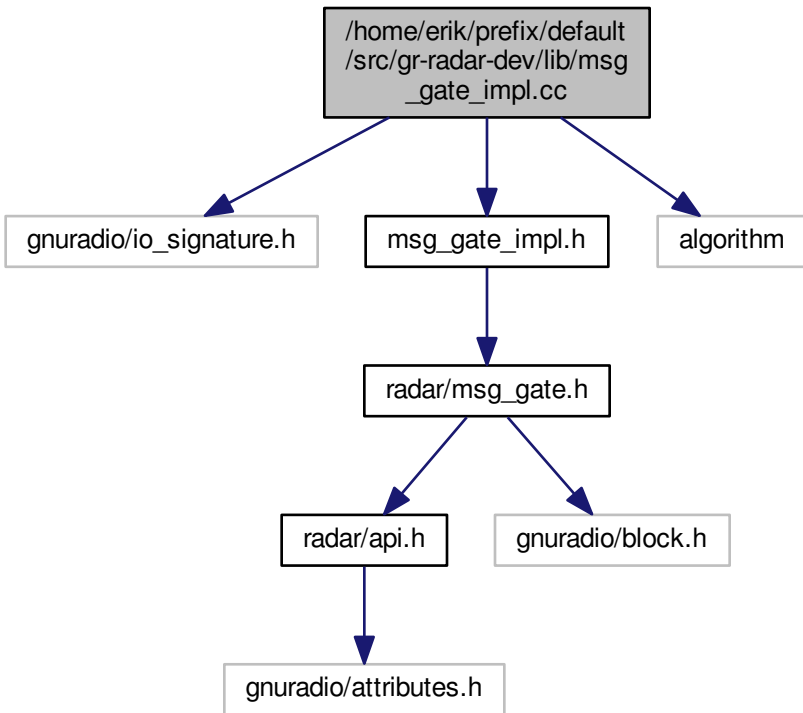 /home/erik/prefix/default
/src/gr-radar-dev/lib/msg
_gate_impl.cc
gnuradio/io_signature.h
msg_gate_impl.h
algorithm
radar/msg_gate.h
radar/api.h
gnuradio/block.h
gnuradio/attributes.h